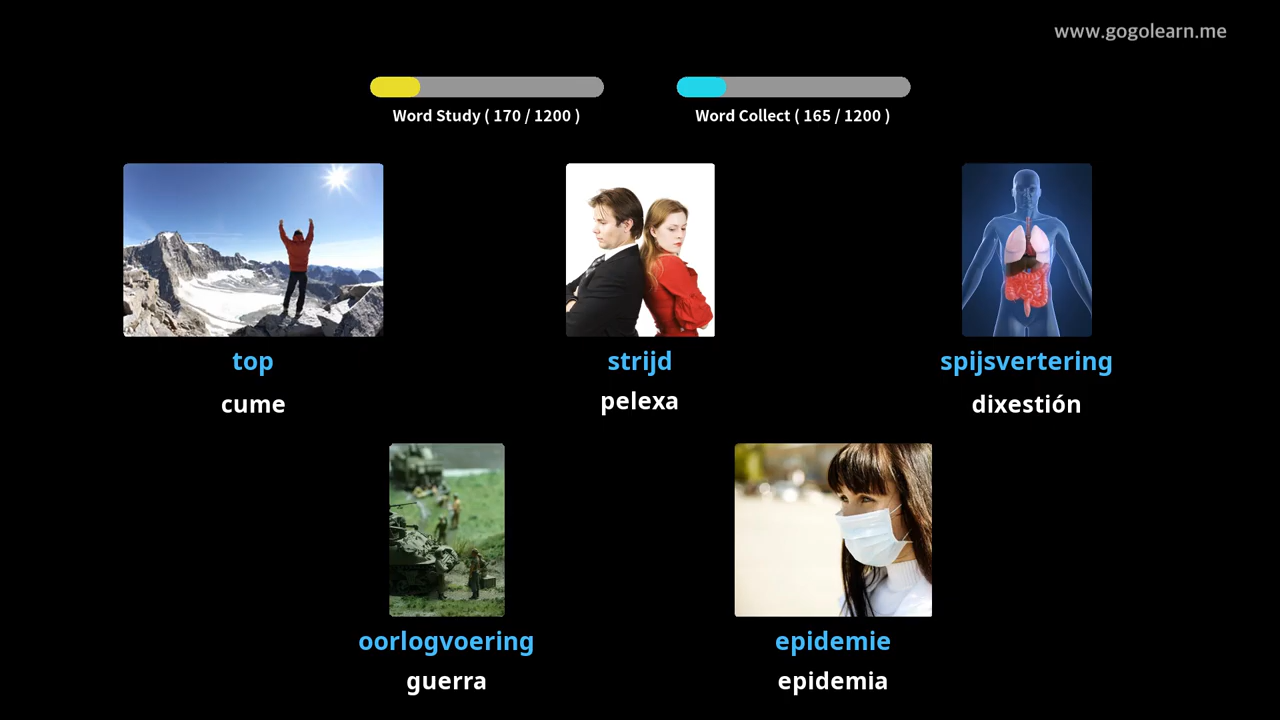 www.gogolearn.me
Word Study ( 170 / 1200 )
Word Collect ( 165 / 1200 )
top
cume
strijd
pelexa
spijsvertering
dixestión
oorlogvoering
guerra
epidemie
epidemia